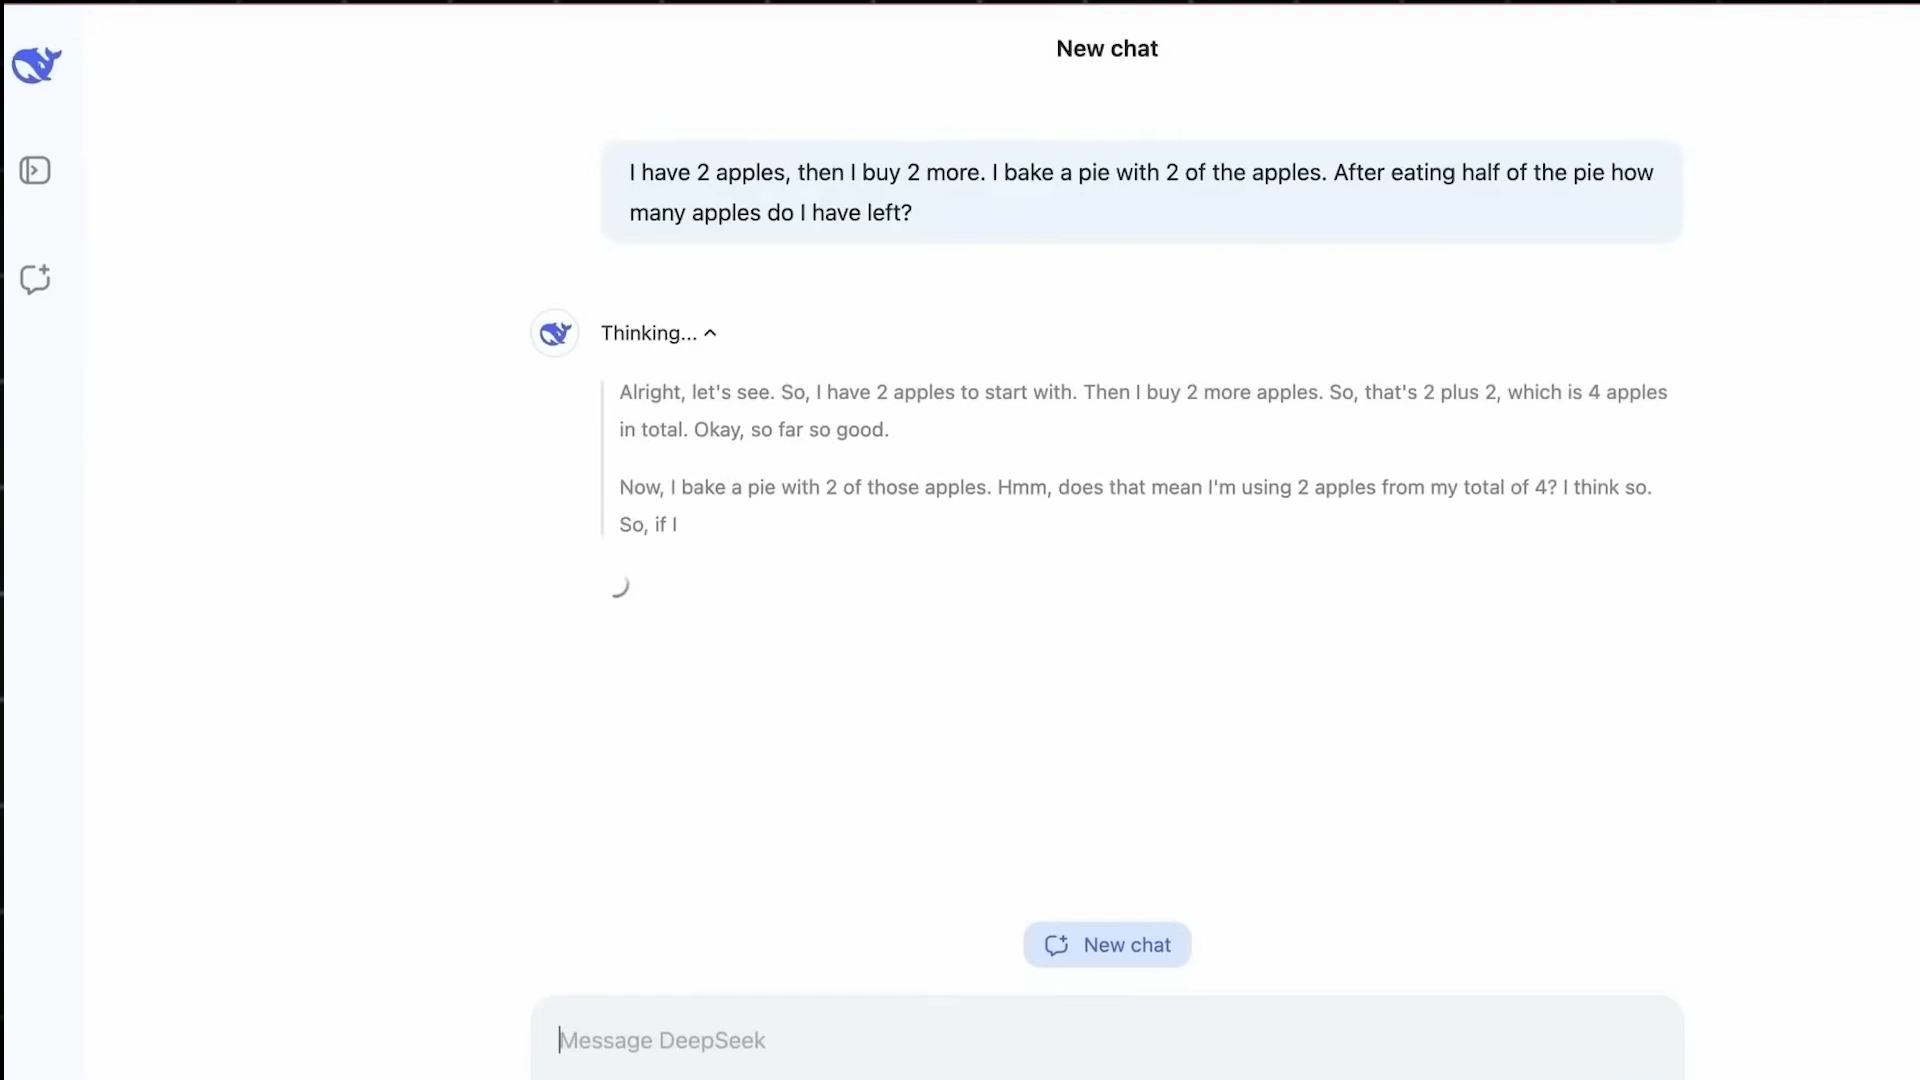 New chat
I have 2 apples, then I buy 2 more. I bake a pie with 2 of the apples. After eating half of the pie how
many apples do I have left?
Thinking...
Alright, let's see. So, I have 2 apples to start with. Then I buy 2 more apples. So, that's 2 plus 2, which is 4 apples
in total. Okay, so far so good.
Now, I bake a pie with 2 of those apples. Hmm, does that mean I'm using 2 apples from my total of 4? I think so.
So, if I
New chat
Message DeepSeek